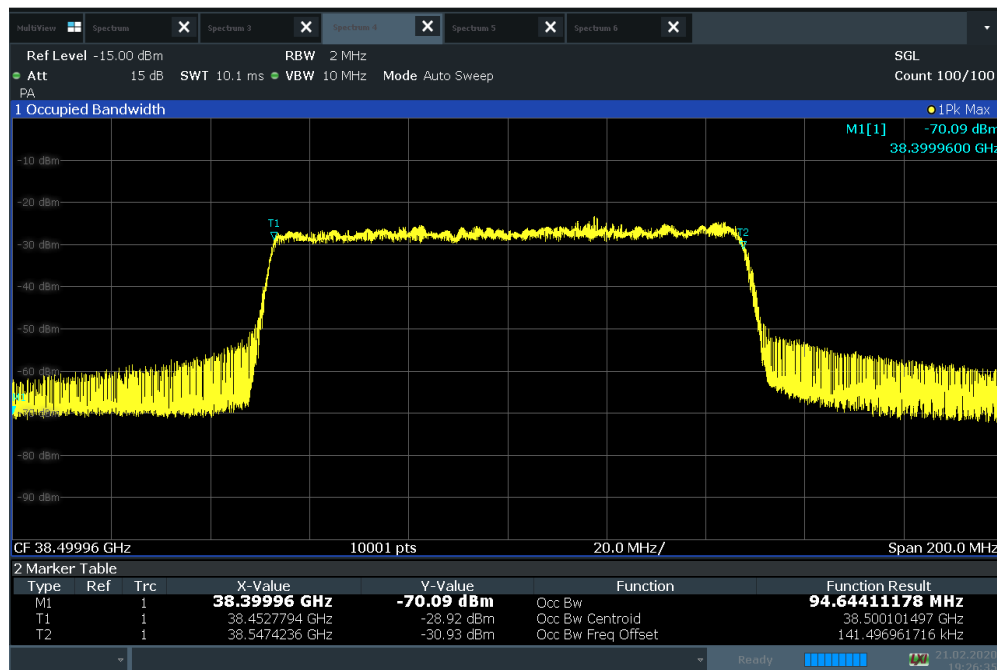 MultiView Spectrum X Spectrum 3 X Spectrum 4 X Spectrum 5 X Spectrum 6 X
Ref Level -15.00 dBm RBW 2 MHz SGL
Att 15 dB SWT 10.1 ms VBW 10 MHz Mode Auto Sweep Count 100/100
PA
1 Occupied Bandwidth 1Pk Max
M1[1] -70.09 dBm
38.3999600 GHz
-10 dBm
-20 dBm
T1
T2
-30 dBm
-40 dBm
-50 dBm
-60 dBm
M1
-80 dBm
-90 dBm
CF 38.49996 GHz 10001 pts 20.0 MHz/ Span 200.0 MHz
2 Marker Table
Type Ref Trc X-Value Y-Value Function Function Result
M1 1 38.39996 GHz -70.09 dBm Occ Bw 94.64411178 MHz
T1 1 38.4527794 GHz -28.92 dBm Occ Bw Centroid 38.500101497 GHz
T2 1 38.5474236 GHz -30.93 dBm Occ Bw Freq Offset 141.496961716 kHz
Ready LXI 21.02.2020
19:26:35